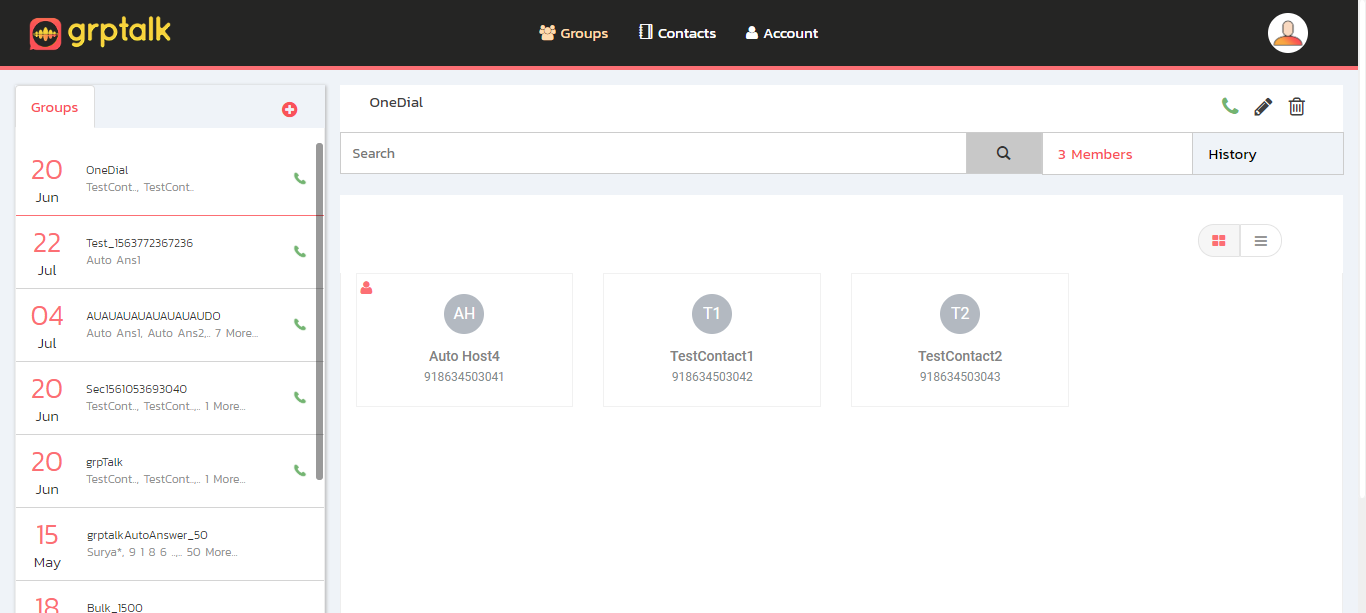 grptalk
Groups
Contacts
Account
Groups
20
Jun
OneDial
TestCont.., TestCont..
22
Jul
Test_1563772367236
Auto Ans1
04
Jul
AUAUAUAUAUAUAUAUDO
Auto Ans1, Auto Ans2,.. 7 More...
20
Jun
Sec1561053693040
TestCont.., TestCont..,.. 1 More...
20
Jun
grpTalk
TestCont.., TestCont..,.. 1 More...
15
May
grptalkAutoAnswer_50
Surya*, 9 1 8 6 ..,.. 50 More...
18
Bulk_1500
OneDial
Search
3 Members
History
AH
Auto Host4
918634503041
T1
TestContact1
918634503042
T2
TestContact2
918634503043